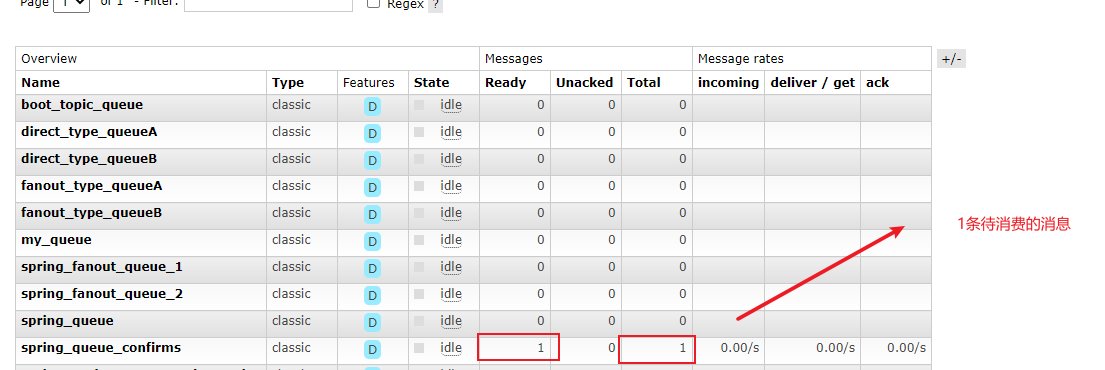 Page 1 of 1 - Filter: Regex ?
Overview Messages Message rates +/-
Name Type Features State Ready Unacked Total incoming deliver / get ack
boot_topic_queue classic D idle 0 0 0
direct_type_queueA classic D idle 0 0 0
direct_type_queueB classic D idle 0 0 0
fanout_type_queueA classic D idle 0 0 0
fanout_type_queueB classic D idle 0 0 0
1条待消费的消息
my_queue classic D idle 0 0 0
spring_fanout_queue_1 classic D idle 0 0 0
spring_fanout_queue_2 classic D idle 0 0 0
spring_queue classic D idle 0 0 0
spring_queue_confirms classic D idle 1 0 1 0.00/s 0.00/s 0.00/s